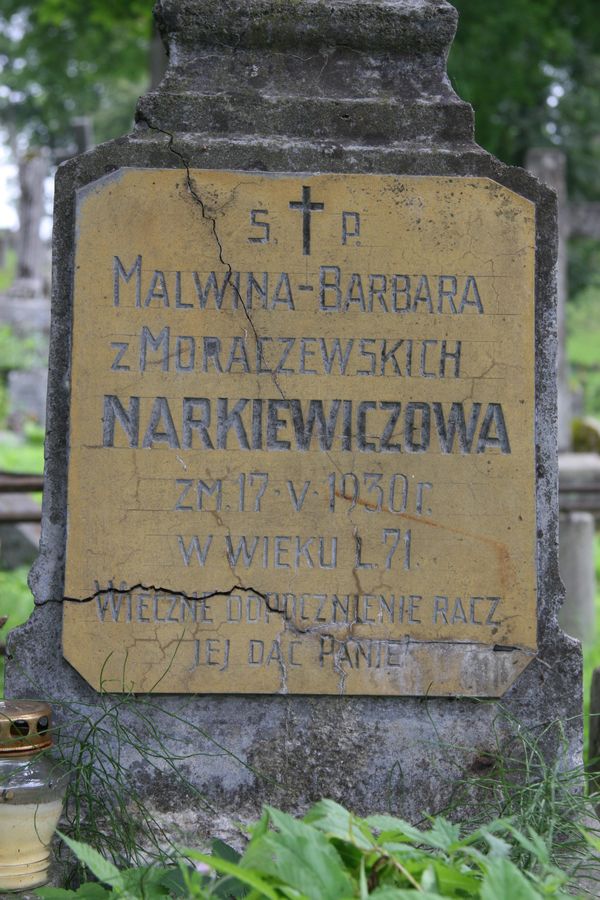 Ś. P.
MALWINA-BARBARA
z MORACZEWSKICH
NARKIEWICZOWA
ZM. 17·V·1930 r.
W WIEKU L. 71.
WIECZNE ODPOCZNIENIE RACZ
JEJ DAĆ PANIE!